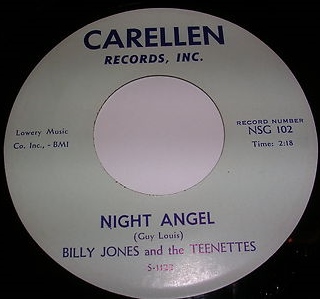 CARELLEN
RECORDS, INC.
Lowery Music
Co. Inc., - BMI
RECORD NUMBER
NSG 102
Time: 2:18
NIGHT ANGEL
(Guy Louis)
BILLY JONES and the TEENETTES